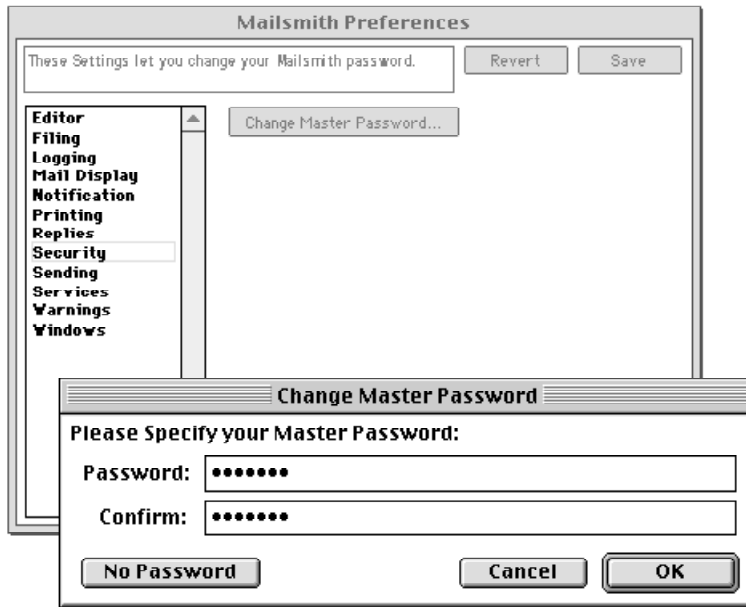 Mailsmith Preferences
These Settings let you change your Mailsmith password.
Revert
Save
Editor
Filing
Logging
Mail Display
Notification
Printing
Replies
Security
Sending
Services
Warnings
Windows
Change Master Password...
Change Master Password
Please Specify your Master Password:
Password: •••••••
Confirm: •••••••
No Password
Cancel
OK